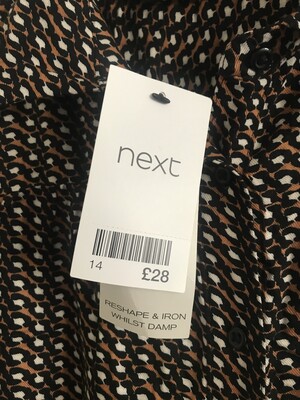 next
14
£28
RESHAPE & IRON
WHILST DAMP